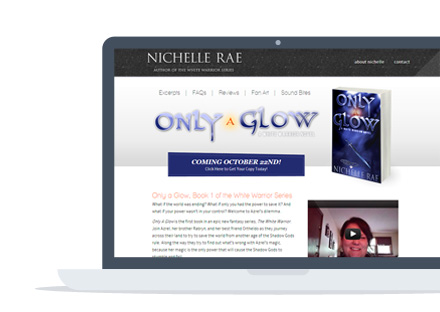 NICHELLE RAE
AUTHOR OF THE WHITE WARRIOR SERIES
about nichelle contact
Excerpts | FAQs | Reviews | Fan Art | Sound Bites
ONLY A GLOW
COMING OCTOBER 22ND!
Click Here to Get Your Copy Today!
ONLY
A
GLOW
NICHELLE RAE
Only a Glow, Book 1 of the White Warrior Series
What if the world was ending? What if only you had the power to save it? And
what if your power wasn't in your control? Welcome to Azrel's dilemma.
Only A Glow is the first book in an epic new fantasy series, The White Warrior.
Join Azrel, her brother Rabryn, and her best friend Ortheldo as they journey
across their land to try to save the world from another age of the Shadow Gods
rule. Along the way they try to find out what's wrong with Azrel's magic,
because her magic is the only power that will cause the Shadow Gods to